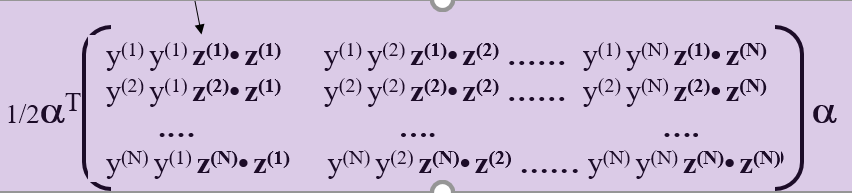 y⁽¹⁾ y⁽¹⁾ z⁽¹⁾• z⁽¹⁾ y⁽¹⁾ y⁽²⁾ z⁽¹⁾• z⁽²⁾ ...... y⁽¹⁾ y⁽ᴺ⁾ z⁽¹⁾• z⁽ᴺ⁾
y⁽²⁾ y⁽¹⁾ z⁽²⁾• z⁽¹⁾ y⁽²⁾ y⁽²⁾ z⁽²⁾• z⁽²⁾ ...... y⁽²⁾ y⁽ᴺ⁾ z⁽²⁾• z⁽ᴺ⁾
1/2αᵀ α
.... .... ....
y⁽ᴺ⁾ y⁽¹⁾ z⁽ᴺ⁾• z⁽¹⁾ y⁽ᴺ⁾ y⁽²⁾ z⁽ᴺ⁾• z⁽²⁾ ...... y⁽ᴺ⁾ y⁽ᴺ⁾ z⁽ᴺ⁾• z⁽ᴺ⁾